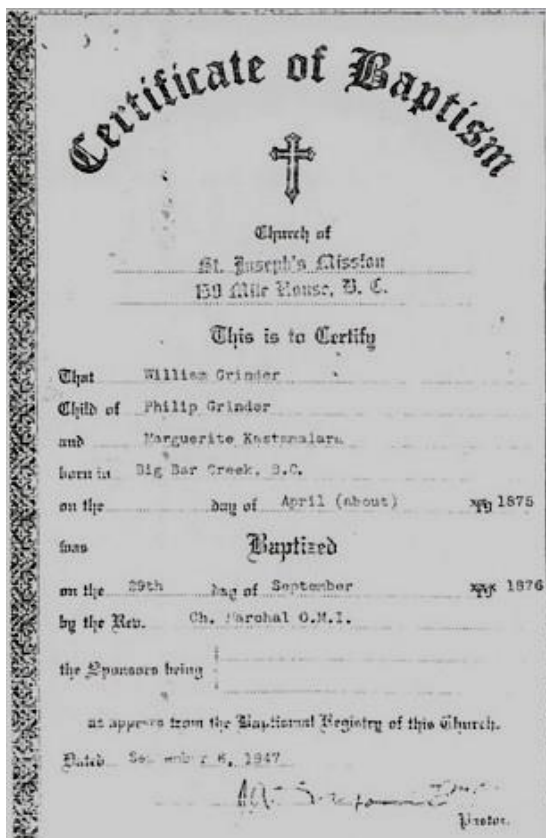 Certificate of Baptism
Church of
St. Joseph's Mission
150 Mile House, B. C.
This is to Certify
That William Grinder
Child of Philip Grinder
and Marguerite
born in Big Bar Creek, B.C.
on the day of April (about) 1875
was Baptized
on the 29th day of September 1876
by the Rev. Ch. Marchal O.M.I.
the Sponsors being
as appears from the Baptismal Registry of this Church.
Dated September 6, 1947
Pastor.